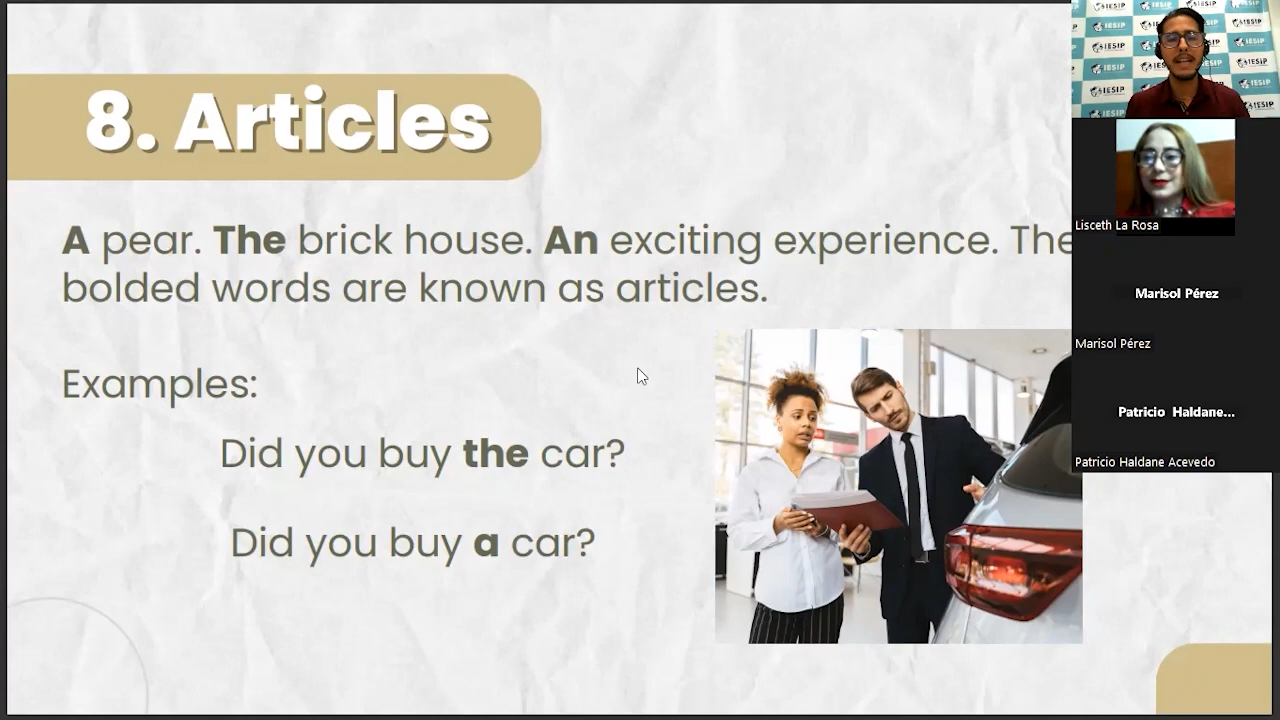 8. Articles
A pear. The brick house. An exciting experience. The
bolded words are known as articles.
Examples:
Did you buy the car?
Did you buy a car?
IESIP
Lisceth La Rosa
Marisol Pérez
Marisol Pérez
Patricio Haldane...
Patricio Haldane Acevedo